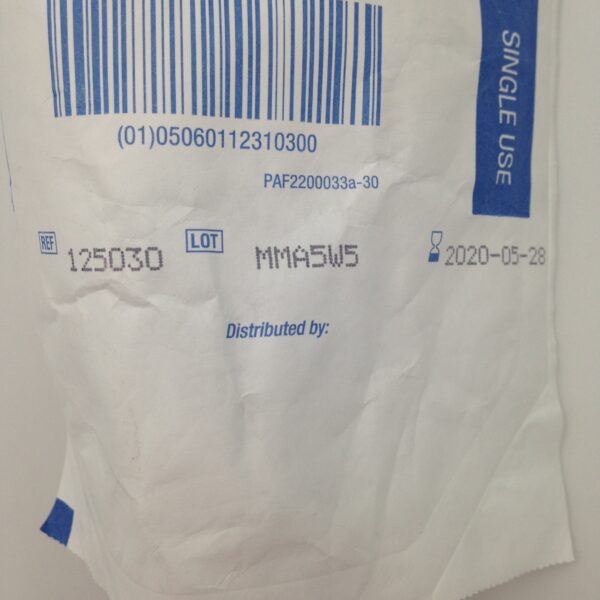 (01)05060112310300
PAF2200033a-30
SINGLE USE
REF 125030 LOT MMA5W5 2020-05-28
Distributed by: